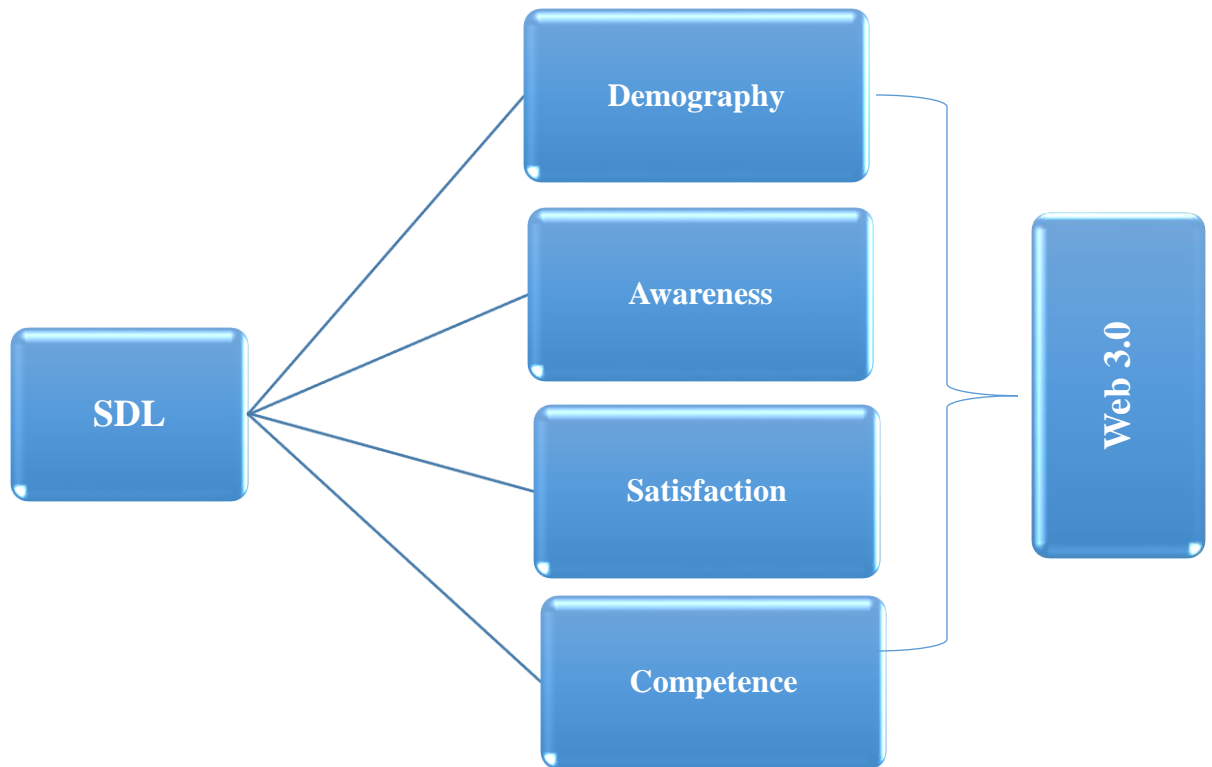 Demography
Awareness
SDL
Satisfaction
Competence
Web 3.0